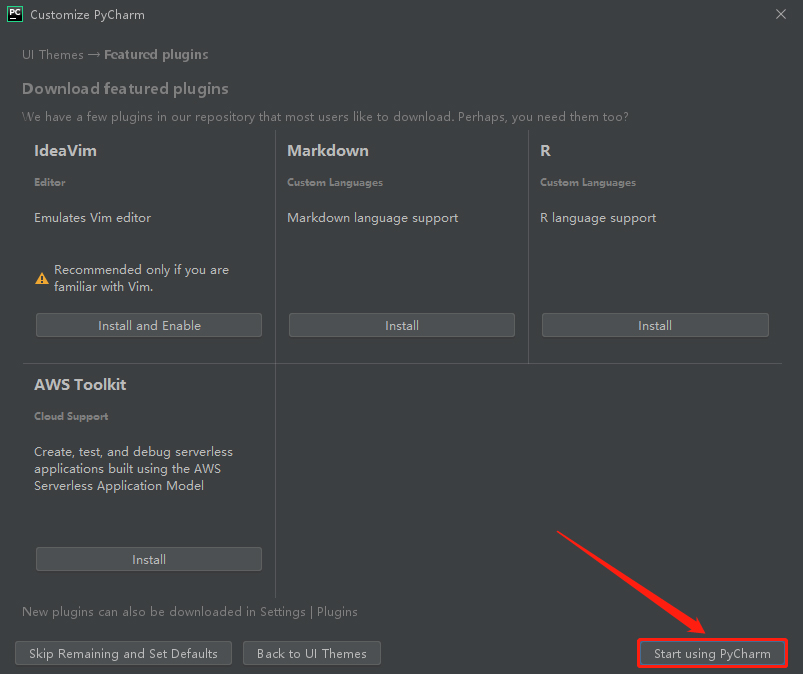 PC Customize PyCharm
UI Themes → Featured plugins
Download featured plugins
We have a few plugins in our repository that most users like to download. Perhaps, you need them too?
IdeaVim
Editor
Emulates Vim editor
Recommended only if you are
familiar with Vim.
Install and Enable
Markdown
Custom Languages
Markdown language support
Install
R
Custom Languages
R language support
Install
AWS Toolkit
Cloud Support
Create, test, and debug serverless
applications built using the AWS
Serverless Application Model
Install
New plugins can also be downloaded in Settings | Plugins
Skip Remaining and Set Defaults
Back to UI Themes
Start using PyCharm